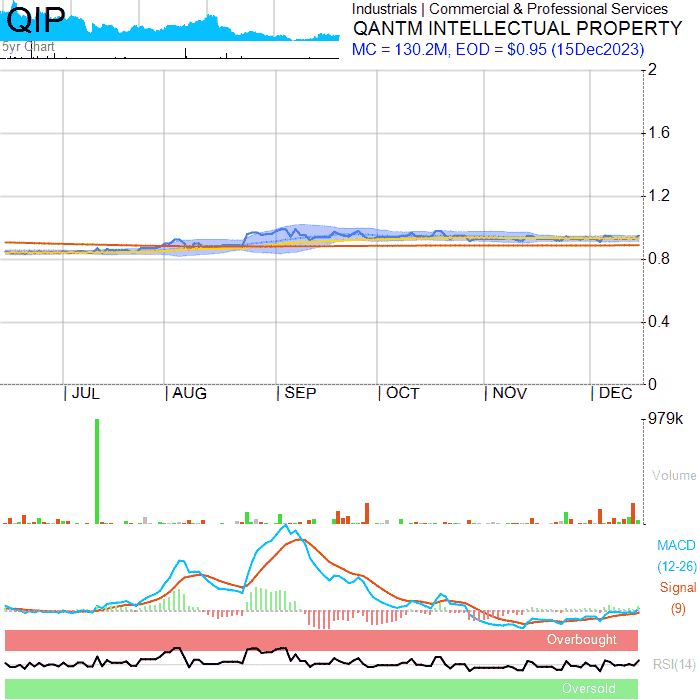 QIP
5yr Chart
Industrials | Commercial & Professional Services
QANTM INTELLECTUAL PROPERTY
MC = 130.2M, EOD = $0.95 (15Dec2023)
2
1.6
1.2
0.8
0.4
0
| JUL | AUG | SEP | OCT | NOV | DEC
979k
Volume
MACD
(12-26)
Signal
(9)
Overbought
RSI(14)
Oversold